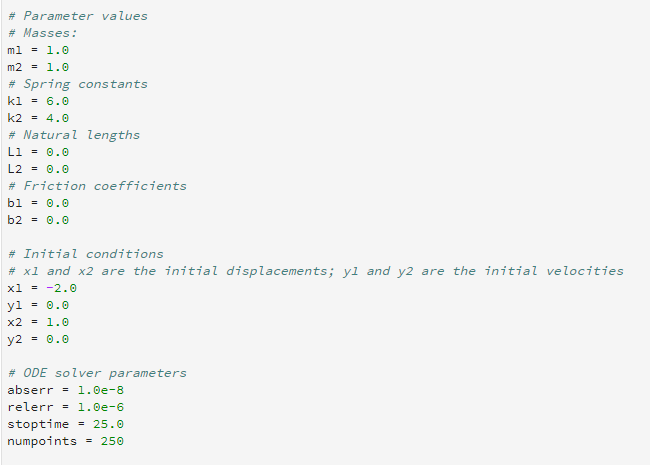 # Parameter values
# Masses:
m1 = 1.0
m2 = 1.0
# Spring constants
k1 = 6.0
k2 = 4.0
# Natural lengths
L1 = 0.0
L2 = 0.0
# Friction coefficients
b1 = 0.0
b2 = 0.0

# Initial conditions
# x1 and x2 are the initial displacements; y1 and y2 are the initial velocities
x1 = -2.0
y1 = 0.0
x2 = 1.0
y2 = 0.0

# ODE solver parameters
abserr = 1.0e-8
relerr = 1.0e-6
stoptime = 25.0
numpoints = 250